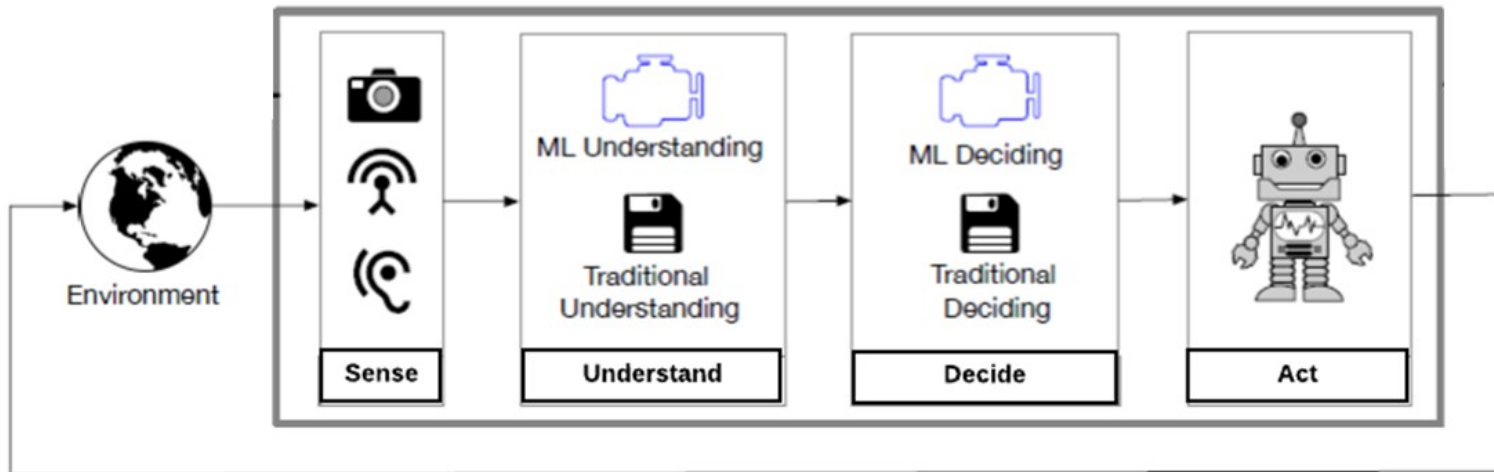 Environment
Sense
ML Understanding
Traditional
Understanding
Understand
ML Deciding
Traditional
Deciding
Decide
Act